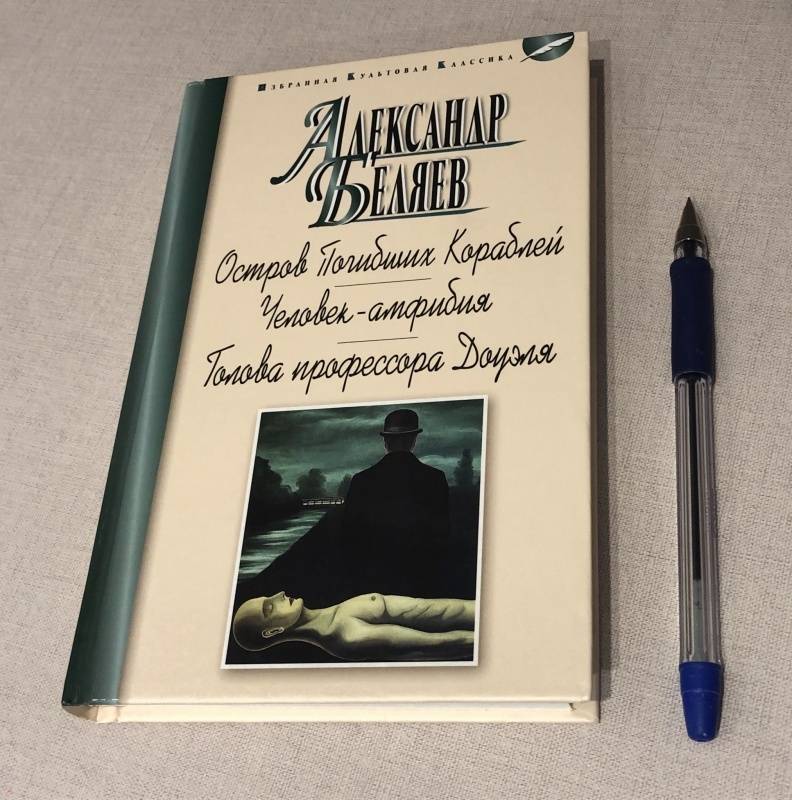 Избранная Культовая Классика
Александр
Беляев
Остров Погибших Кораблей
Человек-амфибия
Голова профессора Доуэля